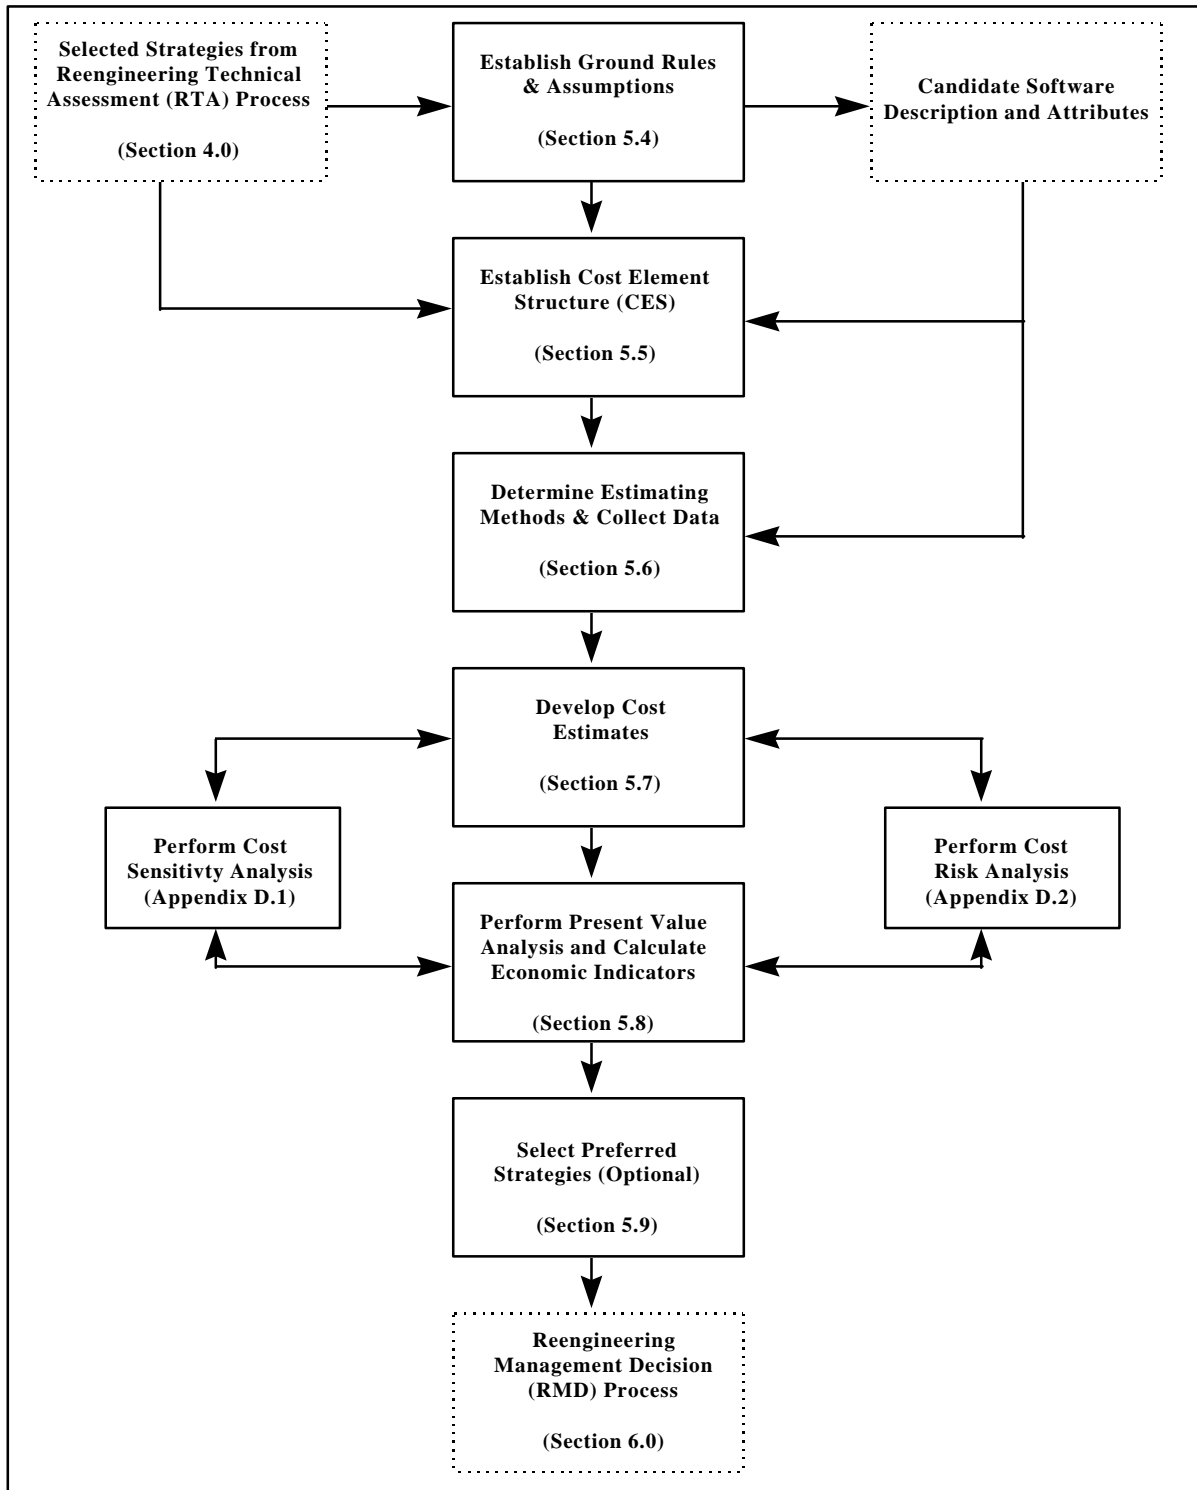 Selected Strategies from
Reengineering Technical
Assessment (RTA) Process
(Section 4.0)
Establish Ground Rules
& Assumptions
(Section 5.4)
Candidate Software
Description and Attributes
Establish Cost Element
Structure (CES)
(Section 5.5)
Determine Estimating
Methods & Collect Data
(Section 5.6)
Develop Cost
Estimates
(Section 5.7)
Perform Cost
Sensitivty Analysis
(Appendix D.1)
Perform Cost
Risk Analysis
(Appendix D.2)
Perform Present Value
Analysis and Calculate
Economic Indicators
(Section 5.8)
Select Preferred
Strategies (Optional)
(Section 5.9)
Reengineering
Management Decision
(RMD) Process
(Section 6.0)